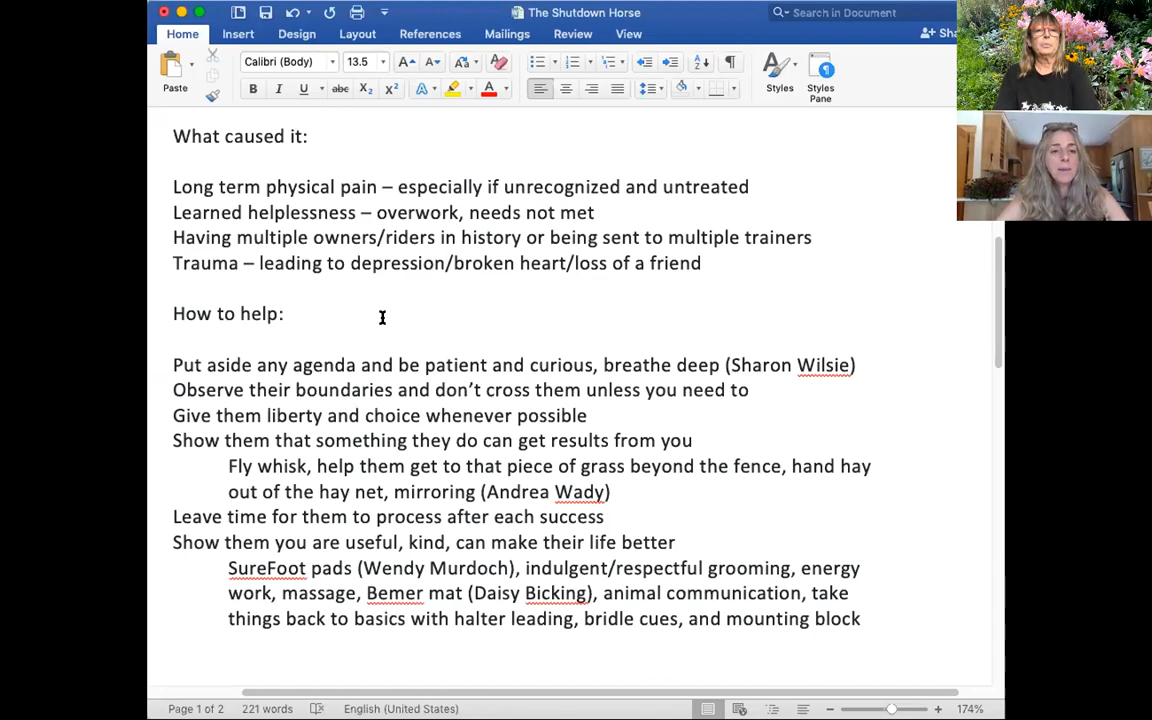 The Shutdown Horse
Search in Document
Home Insert Design Layout References Mailings Review View Sha
Paste
Calibri (Body) 13.5
Styles Styles Pane
What caused it:
Long term physical pain – especially if unrecognized and untreated
Learned helplessness – overwork, needs not met
Having multiple owners/riders in history or being sent to multiple trainers
Trauma – leading to depression/broken heart/loss of a friend
How to help:
Put aside any agenda and be patient and curious, breathe deep (Sharon Wilsie)
Observe their boundaries and don't cross them unless you need to
Give them liberty and choice whenever possible
Show them that something they do can get results from you
Fly whisk, help them get to that piece of grass beyond the fence, hand hay
out of the hay net, mirroring (Andrea Wady)
Leave time for them to process after each success
Show them you are useful, kind, can make their life better
SureFoot pads (Wendy Murdoch), indulgent/respectful grooming, energy
work, massage, Bemer mat (Daisy Bicking), animal communication, take
things back to basics with halter leading, bridle cues, and mounting block
Page 1 of 2 221 words English (United States) 174%